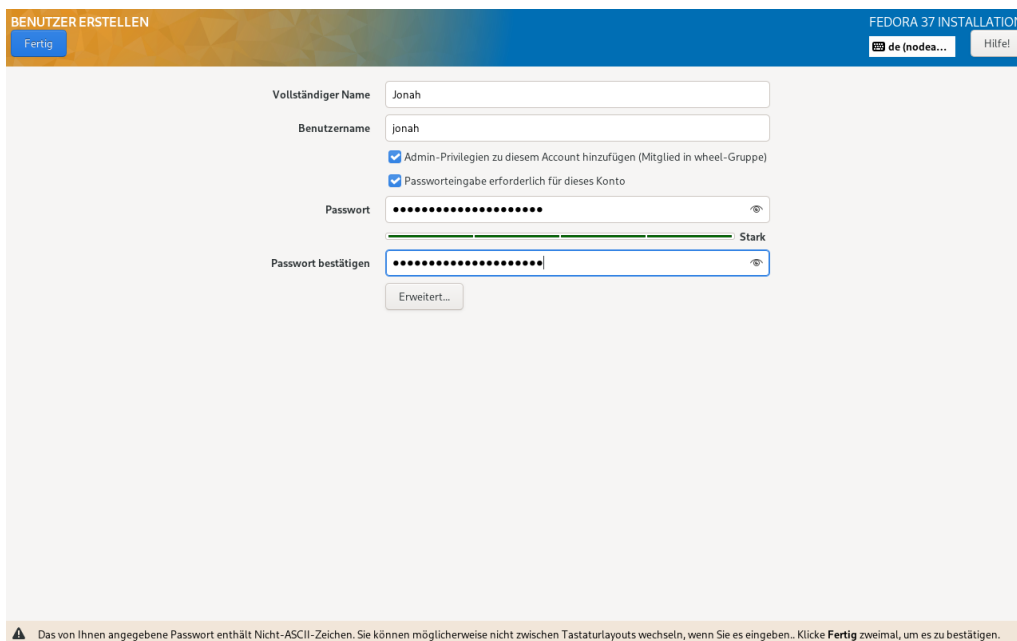 BENUTZER ERSTELLEN
FEDORA 37 INSTALLATION
Fertig
de (nodea...
Hilfe!
Vollständiger Name
Jonah
Benutzername
jonah
Admin-Privilegien zu diesem Account hinzufügen (Mitglied in wheel-Gruppe)
Passworteingabe erforderlich für dieses Konto
Passwort
●●●●●●●●●●●●●●●●●●●●●
Stark
Passwort bestätigen
●●●●●●●●●●●●●●●●●●●●●
Erweitert...
Das von Ihnen angegebene Passwort enthält Nicht-ASCII-Zeichen. Sie können möglicherweise nicht zwischen Tastaturlayouts wechseln, wenn Sie es eingeben.. Klicke Fertig zweimal, um es zu bestätigen.